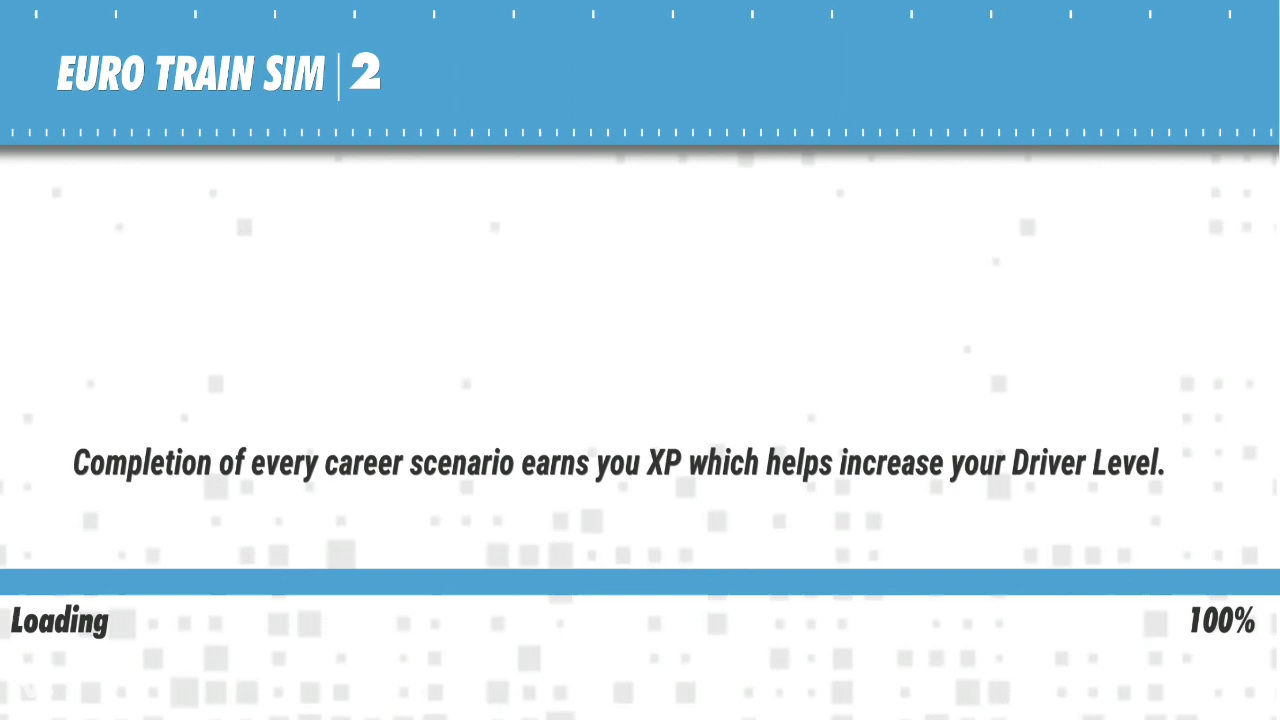 EURO TRAIN SIM | 2
Completion of every career scenario earns you XP which helps increase your Driver Level.
Loading
100%